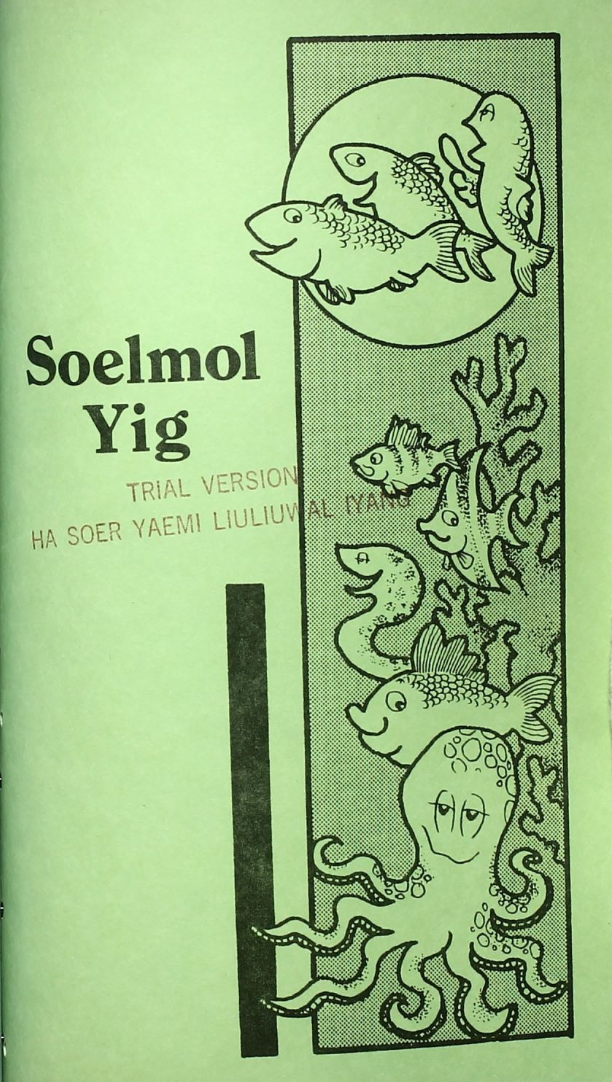 Soelmol
Yig
TRIAL VERSION
HA SOER YAEMI LIULIUWAL IYANG